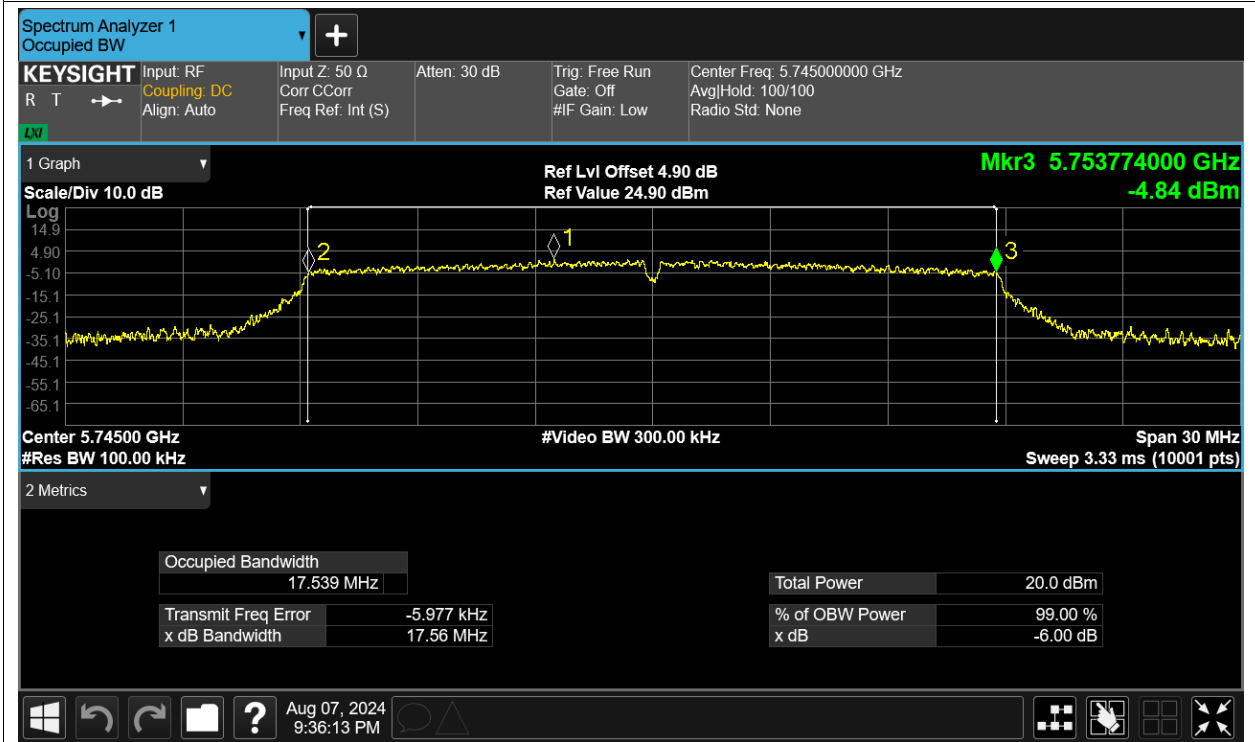 Spectrum Analyzer 1
Occupied BW
KEYSIGHT
R T
LXI
Input: RF
Coupling: DC
Align: Auto
Input Z: 50 Ω
Corr CCorr
Freq Ref: Int (S)
Atten: 30 dB
Trig: Free Run
Gate: Off
#IF Gain: Low
Center Freq: 5.745000000 GHz
Avg|Hold: 100/100
Radio Std: None
1 Graph
Scale/Div 10.0 dB
Ref Lvl Offset 4.90 dB
Ref Value 24.90 dBm
Mkr3 5.753774000 GHz
-4.84 dBm
Log
14.9
4.90
-5.10
-15.1
-25.1
-35.1
-45.1
-55.1
-65.1
2
1
3
Center 5.74500 GHz
#Res BW 100.00 kHz
#Video BW 300.00 kHz
Span 30 MHz
Sweep 3.33 ms (10001 pts)
2 Metrics
Occupied Bandwidth
17.539 MHz
Transmit Freq Error -5.977 kHz
x dB Bandwidth 17.56 MHz
Total Power 20.0 dBm
% of OBW Power 99.00 %
x dB -6.00 dB
?
Aug 07, 2024
9:36:13 PM